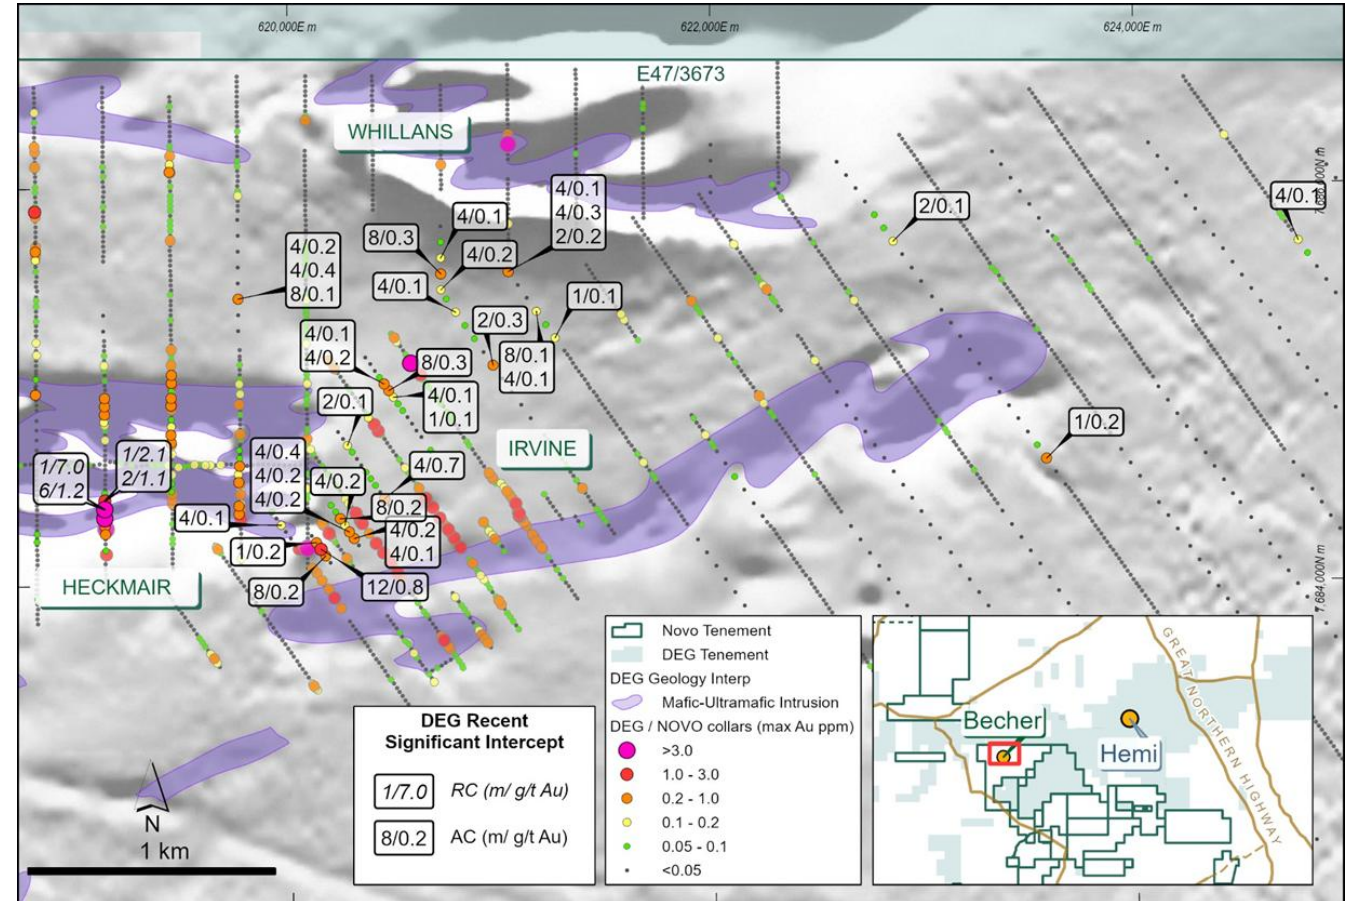 620,000E m
622,000E m
624,000E m
E47/3673
WHILLANS
4/0.1
4/0.3
2/0.2
4/0.1
8/0.3
4/0.2
4/0.1
2/0.1
4/0.1
4/0.2
4/0.4
8/0.1
1/0.1
2/0.3
8/0.1
4/0.1
4/0.1
4/0.2
8/0.3
4/0.1
1/0.1
2/0.1
1/0.2
IRVINE
4/0.7
4/0.4
4/0.2
4/0.2
4/0.2
8/0.2
4/0.2
4/0.1
1/7.0
6/1.2
1/2.1
2/1.1
4/0.1
1/0.2
8/0.2
12/0.8
HECKMAIR
7,684,000N m
N
1 km
DEG Recent
Significant Intercept
1/7.0 RC (m/ g/t Au)
8/0.2 AC (m/ g/t Au)
Novo Tenement
DEG Tenement
DEG Geology Interp
Mafic-Ultramafic Intrusion
DEG / NOVO collars (max Au ppm)
>3.0
1.0 - 3.0
0.2 - 1.0
0.1 - 0.2
0.05 - 0.1
<0.05
Becher
Hemi
GREAT NORTHERN HIGHWAY